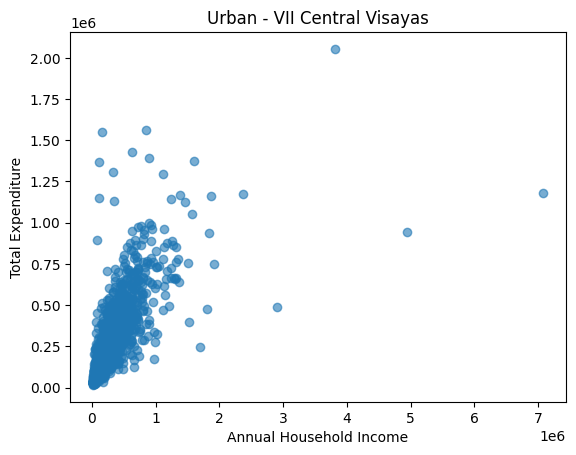 Urban - VII Central Visayas
1e6
2.00
1.75
1.50
1.25
1.00
0.75
0.50
0.25
0.00
Total Expenditure
0 1 2 3 4 5 6 7
1e6
Annual Household Income